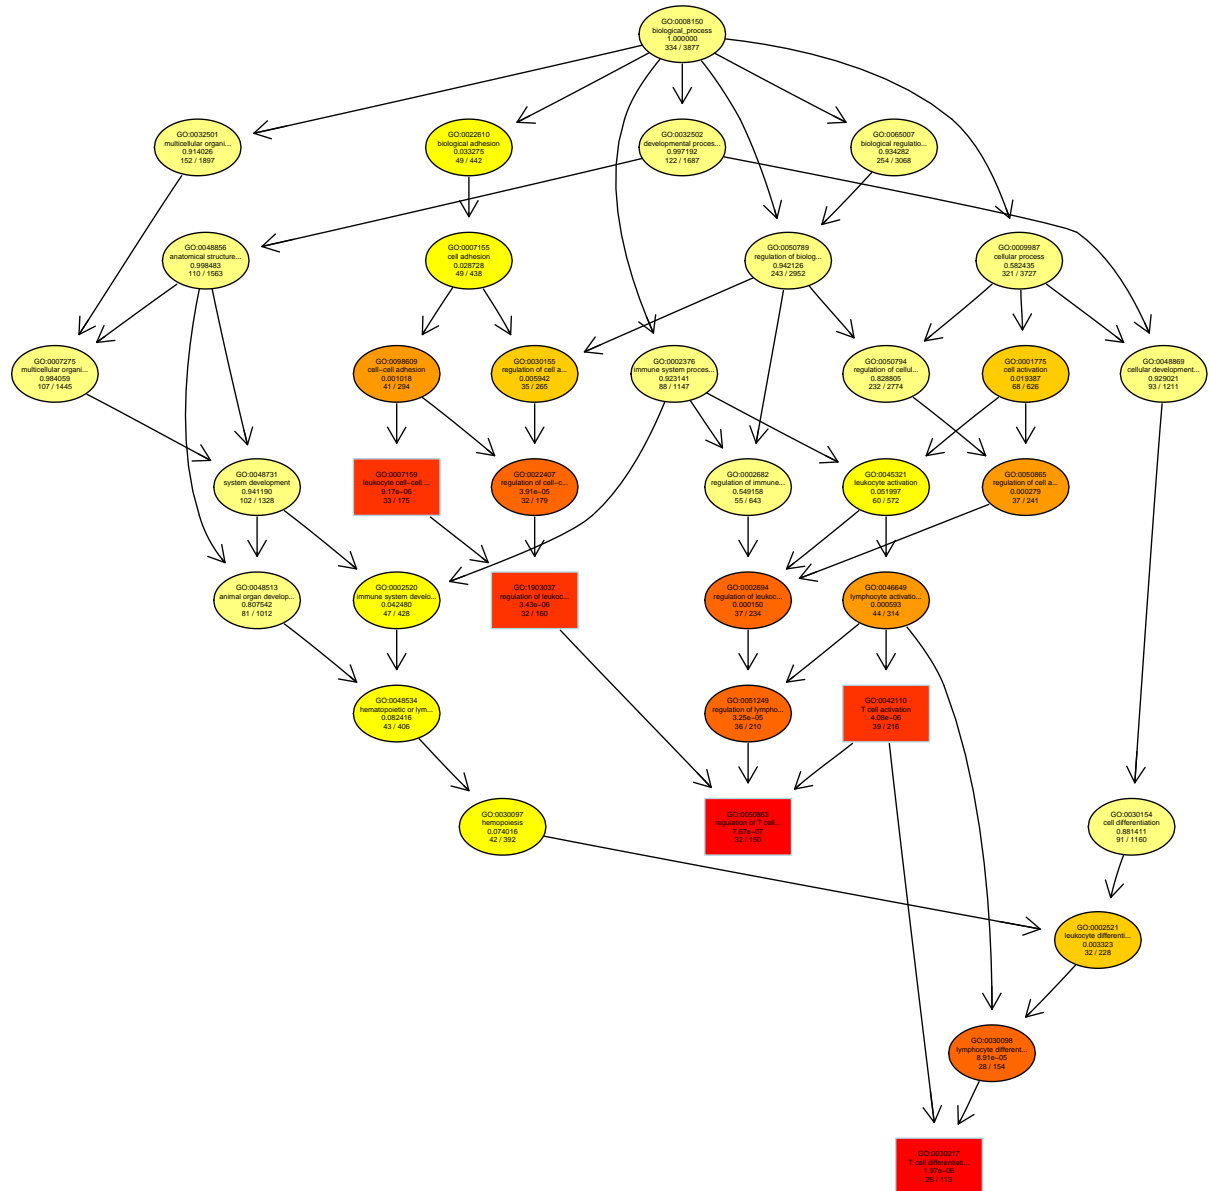 GO:0008150
biological_process
1.000000
334 / 3877
GO:0032501
multicellular organi...
0.914026
152 / 1897
GO:0022610
biological adhesion
0.033275
49 / 442
GO:0032502
developmental proces...
0.997192
122 / 1687
GO:0065007
biological regulatio...
0.934282
254 / 3068
GO:0048856
anatomical structure...
0.998483
110 / 1563
GO:0007155
cell adhesion
0.028728
49 / 438
GO:0050789
regulation of biolog...
0.942126
243 / 2952
GO:0009987
cellular process
0.582435
321 / 3727
GO:0007275
multicellular organi...
0.984059
107 / 1445
GO:0098609
cell−cell adhesion
0.001018
41 / 294
GO:0030155
regulation of cell a...
0.005942
35 / 265
GO:0002376
immune system proces...
0.923141
88 / 1147
GO:0050794
regulation of cellul...
0.828805
232 / 2774
GO:0001775
cell activation
0.019387
68 / 626
GO:0048869
cellular development...
0.929021
93 / 1211
GO:0048731
system development
0.941190
102 / 1328
GO:0007159
leukocyte cell−cell ...
9.17e−06
33 / 175
GO:0022407
regulation of cell−c...
3.91e−05
32 / 179
GO:0002682
regulation of immune...
0.549158
55 / 643
GO:0045321
leukocyte activation
0.051997
60 / 572
GO:0050865
regulation of cell a...
0.000279
37 / 241
GO:0048513
animal organ develop...
0.807542
81 / 1012
GO:0002520
immune system develo...
0.042480
47 / 428
GO:1903037
regulation of leukoc...
3.43e−06
32 / 160
GO:0002694
regulation of leukoc...
0.000150
37 / 234
GO:0046649
lymphocyte activatio...
0.000593
44 / 314
GO:0048534
hematopoietic or lym...
0.082416
43 / 406
GO:0051249
regulation of lympho...
3.25e−05
36 / 210
GO:0042110
T cell activation
4.08e−06
39 / 216
GO:0030097
hemopoiesis
0.074016
42 / 392
GO:0050863
regulation of T cell...
7.67e−07
32 / 150
GO:0030154
cell differentiation
0.881411
91 / 1160
GO:0002521
leukocyte differenti...
0.003323
32 / 228
GO:0030098
lymphocyte different...
8.91e−05
28 / 154
GO:0030217
T cell differentiati...
1.97e−06
26 / 113